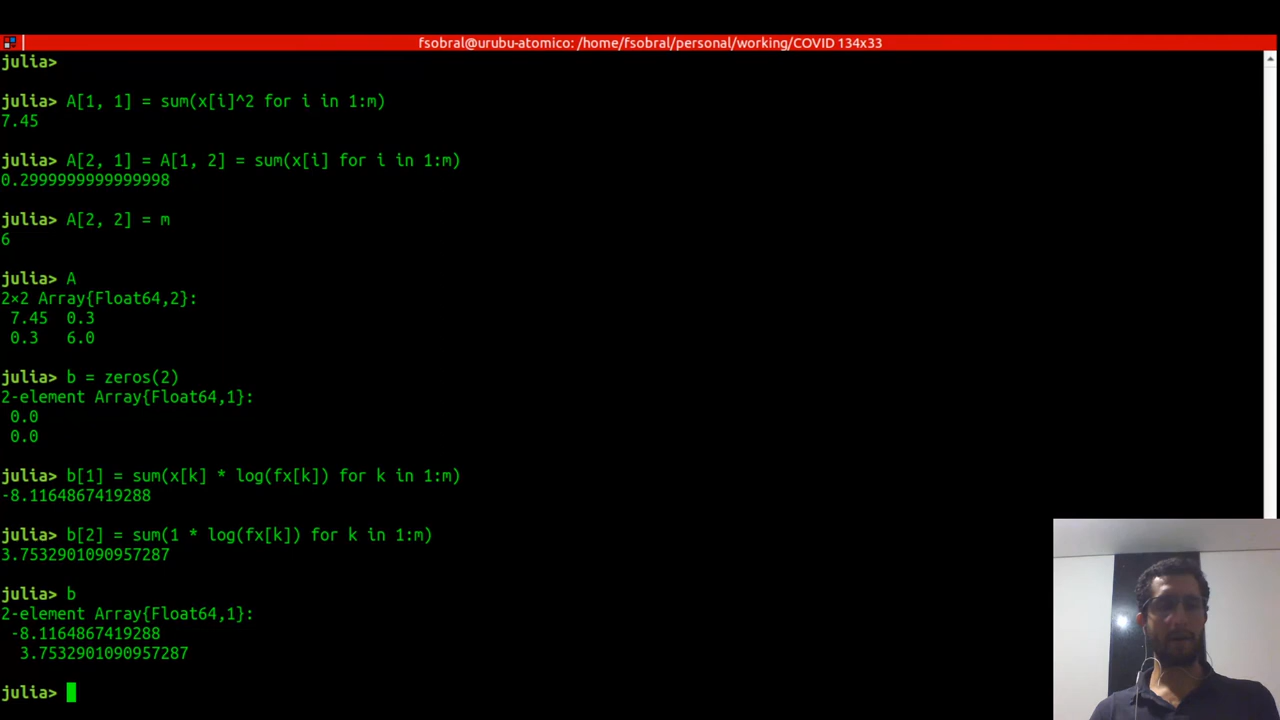 fsobral@urubu-atomico: /home/fsobral/personal/working/COVID 134x33
julia>
julia> A[1, 1] = sum(x[i]^2 for i in 1:m)
7.45
julia> A[2, 1] = A[1, 2] = sum(x[i] for i in 1:m)
0.2999999999999998
julia> A[2, 2] = m
6
julia> A
2×2 Array{Float64,2}:
7.45 0.3
0.3 6.0
julia> b = zeros(2)
2-element Array{Float64,1}:
0.0
0.0
julia> b[1] = sum(x[k] * log(fx[k]) for k in 1:m)
-8.1164867419288
julia> b[2] = sum(1 * log(fx[k]) for k in 1:m)
3.7532901090957287
julia> b
2-element Array{Float64,1}:
-8.1164867419288
3.7532901090957287
julia>